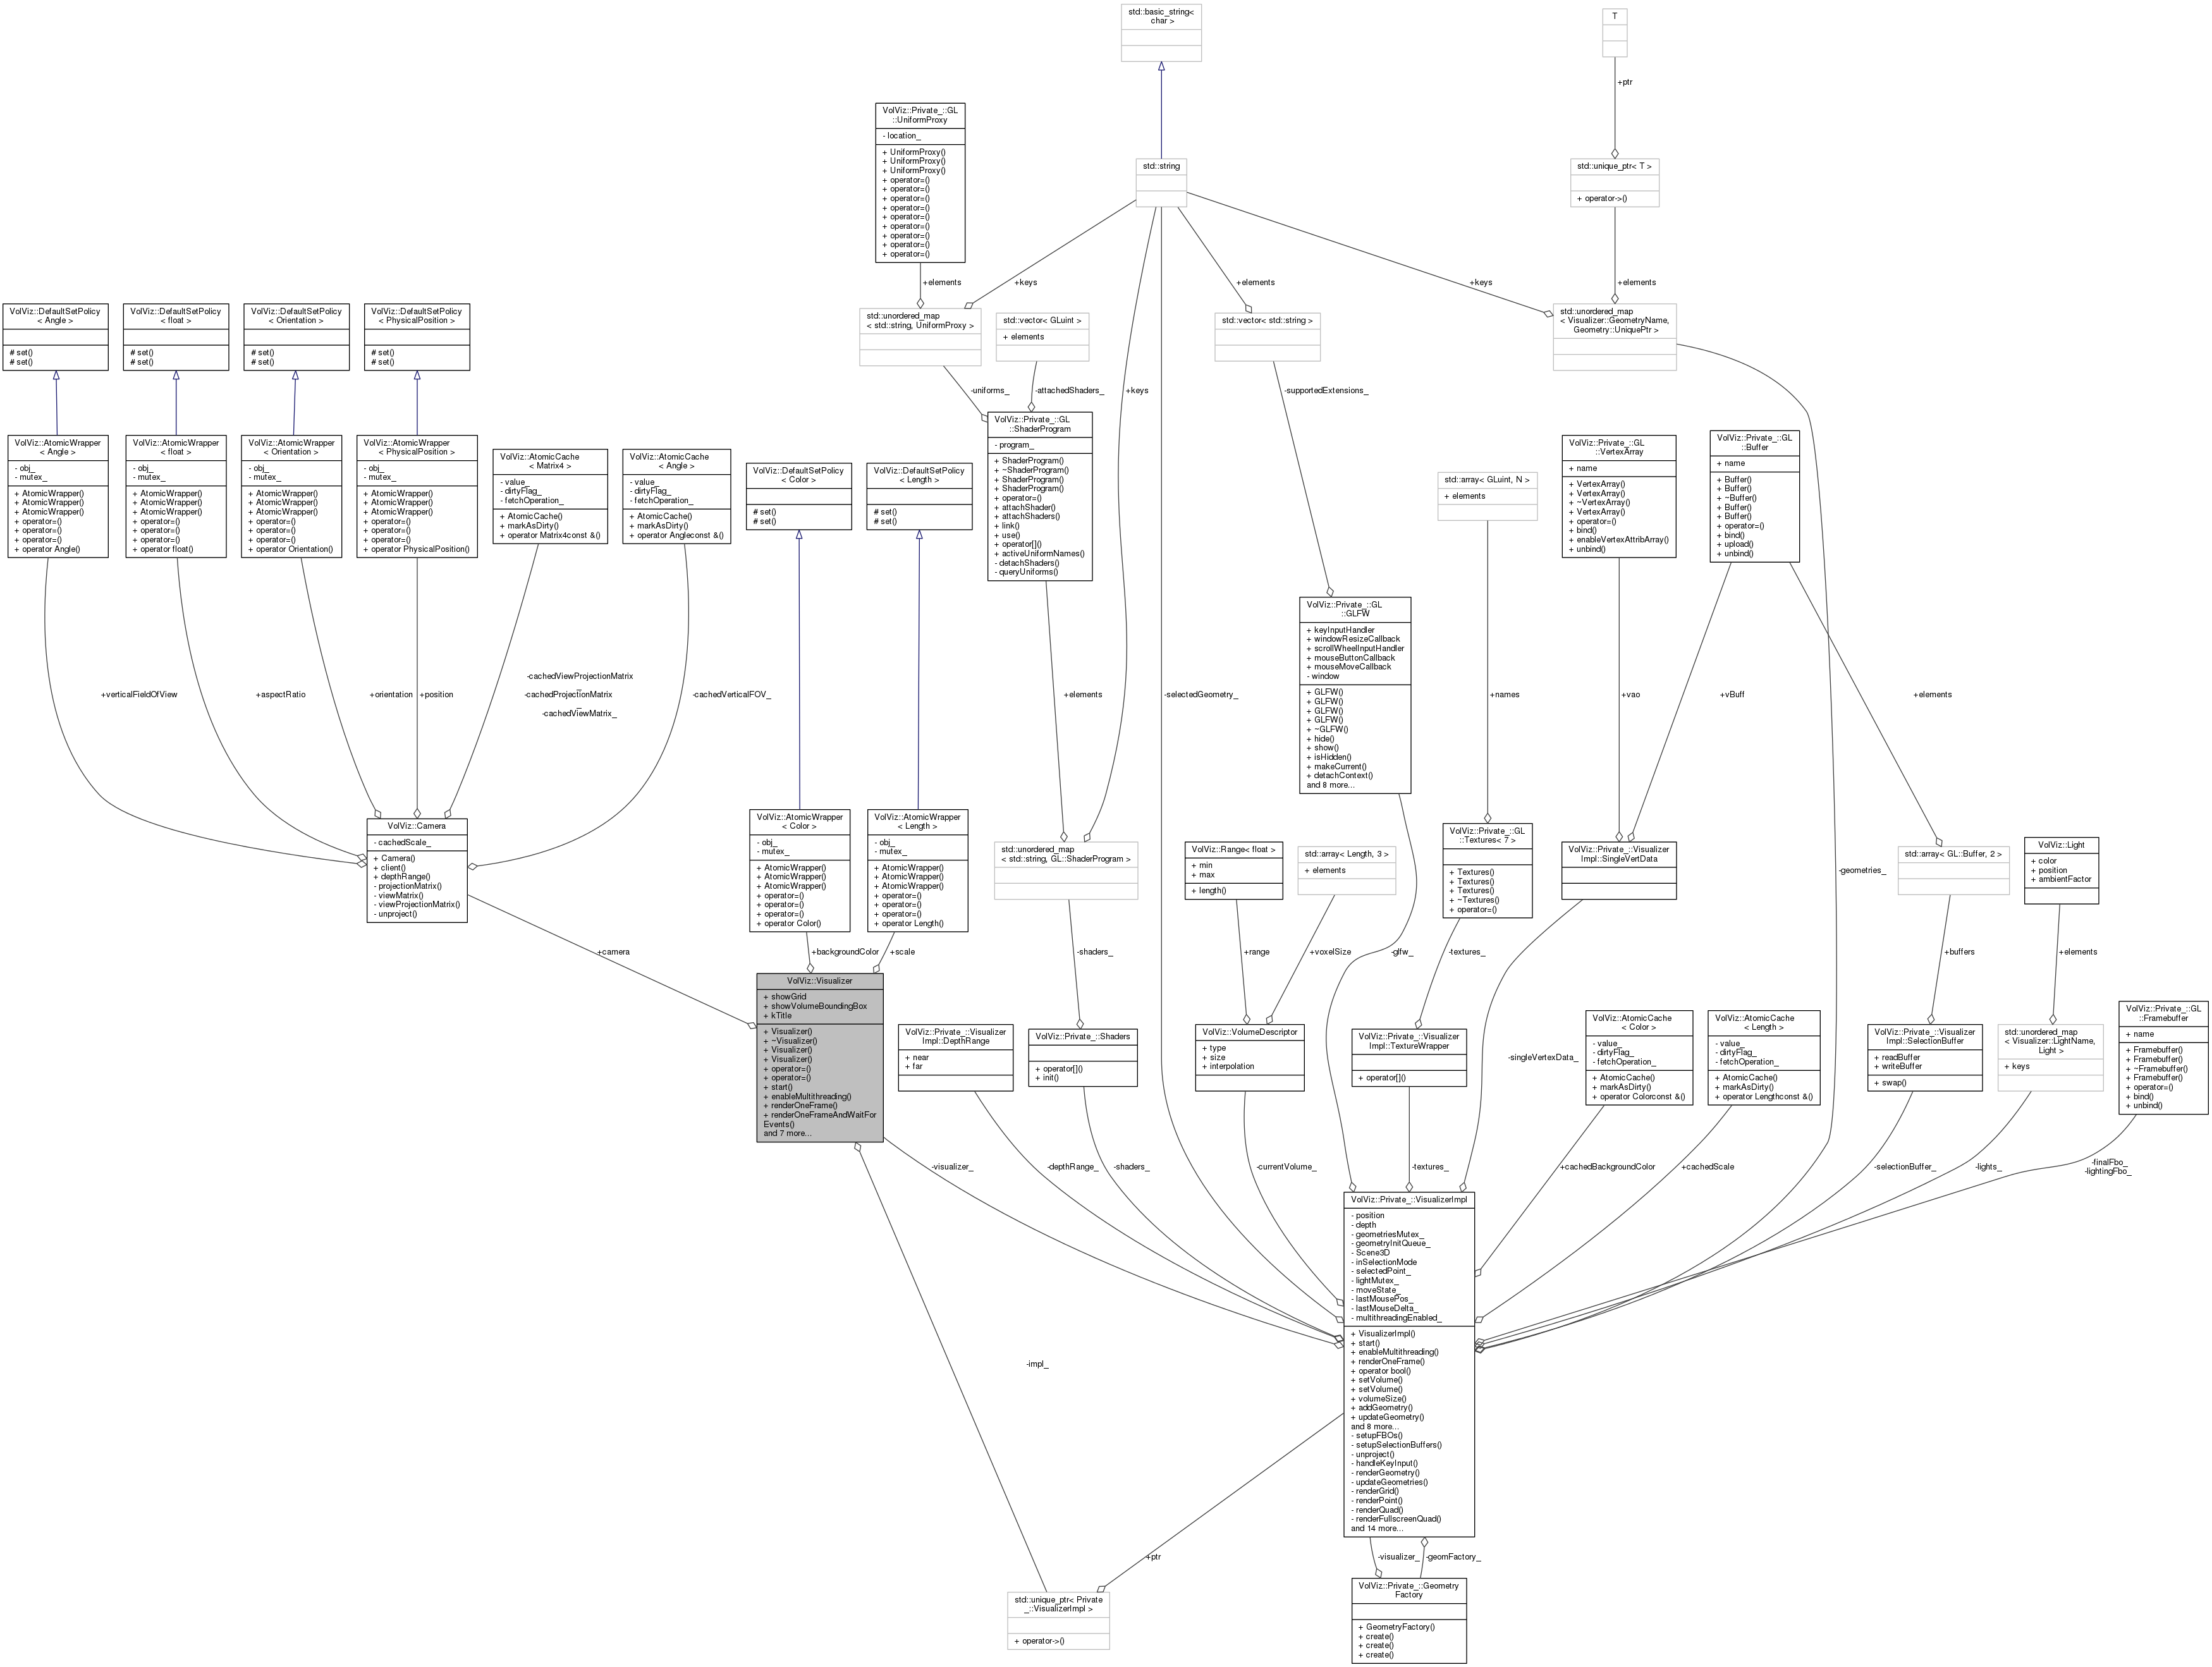 std::basic_string<
char >
T
+ptr
VolViz::Private_::GL
::UniformProxy
- location_
+ UniformProxy()
+ UniformProxy()
+ UniformProxy()
+ operator=()
+ operator=()
+ operator=()
+ operator=()
+ operator=()
+ operator=()
+ operator=()
+ operator=()
+ operator=()
std::string
std::unique_ptr< T >
+ operator->()
+elements
+keys
+elements
+keys
+elements
VolViz::DefaultSetPolicy
< Angle >
# set()
# set()
VolViz::DefaultSetPolicy
< float >
# set()
# set()
VolViz::DefaultSetPolicy
< Orientation >
# set()
# set()
VolViz::DefaultSetPolicy
< PhysicalPosition >
# set()
# set()
std::unordered_map
< std::string, UniformProxy >
std::vector< GLuint >
+ elements
std::vector< std::string >
std::unordered_map
< Visualizer::GeometryName,
Geometry::UniquePtr >
-uniforms_
-attachedShaders_
+keys
-supportedExtensions_
VolViz::AtomicWrapper
< Angle >
- obj_
- mutex_
+ AtomicWrapper()
+ AtomicWrapper()
+ AtomicWrapper()
+ operator=()
+ operator=()
+ operator=()
+ operator Angle()
VolViz::AtomicWrapper
< float >
- obj_
- mutex_
+ AtomicWrapper()
+ AtomicWrapper()
+ AtomicWrapper()
+ operator=()
+ operator=()
+ operator=()
+ operator float()
VolViz::AtomicWrapper
< Orientation >
- obj_
- mutex_
+ AtomicWrapper()
+ AtomicWrapper()
+ AtomicWrapper()
+ operator=()
+ operator=()
+ operator=()
+ operator Orientation()
VolViz::AtomicWrapper
< PhysicalPosition >
- obj_
- mutex_
+ AtomicWrapper()
+ AtomicWrapper()
+ AtomicWrapper()
+ operator=()
+ operator=()
+ operator=()
+ operator PhysicalPosition()
VolViz::AtomicCache
< Matrix4 >
- value_
- dirtyFlag_
- fetchOperation_
+ AtomicCache()
+ markAsDirty()
+ operator Matrix4const &()
VolViz::AtomicCache
< Angle >
- value_
- dirtyFlag_
- fetchOperation_
+ AtomicCache()
+ markAsDirty()
+ operator Angleconst &()
VolViz::DefaultSetPolicy
< Color >
# set()
# set()
VolViz::DefaultSetPolicy
< Length >
# set()
# set()
VolViz::Private_::GL
::ShaderProgram
- program_
+ ShaderProgram()
+ ~ShaderProgram()
+ ShaderProgram()
+ ShaderProgram()
+ operator=()
+ attachShader()
+ attachShaders()
+ link()
+ use()
+ operator[]()
+ activeUniformNames()
- detachShaders()
- queryUniforms()
std::array< GLuint, N >
+ elements
VolViz::Private_::GL
::VertexArray
+ name
+ VertexArray()
+ VertexArray()
+ ~VertexArray()
+ VertexArray()
+ operator=()
+ bind()
+ enableVertexAttribArray()
+ unbind()
VolViz::Private_::GL
::Buffer
+ name
+ Buffer()
+ Buffer()
+ ~Buffer()
+ Buffer()
+ Buffer()
+ operator=()
+ bind()
+ upload()
+ unbind()
VolViz::Private_::GL
::GLFW
+ keyInputHandler
+ windowResizeCallback
+ scrollWheelInputHandler
+ mouseButtonCallback
+ mouseMoveCallback
- window
+ GLFW()
+ GLFW()
+ GLFW()
+ GLFW()
+ ~GLFW()
+ hide()
+ show()
+ isHidden()
+ makeCurrent()
+ detachContext()
and 8 more...
+verticalFieldOfView
+aspectRatio
+orientation
+position
-cachedViewProjectionMatrix
_
-cachedProjectionMatrix
_
-cachedViewMatrix_
-cachedVerticalFOV_
+elements
-selectedGeometry_
+names
+vao
+vBuff
+elements
VolViz::Camera
- cachedScale_
+ Camera()
+ client()
+ depthRange()
- projectionMatrix()
- viewMatrix()
- viewProjectionMatrix()
- unproject()
VolViz::AtomicWrapper
< Color >
- obj_
- mutex_
+ AtomicWrapper()
+ AtomicWrapper()
+ AtomicWrapper()
+ operator=()
+ operator=()
+ operator=()
+ operator Color()
VolViz::AtomicWrapper
< Length >
- obj_
- mutex_
+ AtomicWrapper()
+ AtomicWrapper()
+ AtomicWrapper()
+ operator=()
+ operator=()
+ operator=()
+ operator Length()
std::unordered_map
< std::string, GL::ShaderProgram >
VolViz::Range< float >
+ min
+ max
+ length()
std::array< Length, 3 >
+ elements
VolViz::Private_::GL
::Textures< 7 >
+ Textures()
+ Textures()
+ Textures()
+ ~Textures()
+ operator=()
VolViz::Private_::Visualizer
Impl::SingleVertData
-geometries_
std::array< GL::Buffer, 2 >
VolViz::Light
+ color
+ position
+ ambientFactor
+camera
+backgroundColor
+scale
-shaders_
+range
+voxelSize
-glfw_
-textures_
+buffers
+elements
VolViz::Visualizer
+ showGrid
+ showVolumeBoundingBox
+ kTitle
+ Visualizer()
+ ~Visualizer()
+ Visualizer()
+ Visualizer()
+ operator=()
+ operator=()
+ start()
+ enableMultithreading()
+ renderOneFrame()
+ renderOneFrameAndWaitFor
Events()
and 7 more...
VolViz::Private_::Visualizer
Impl::DepthRange
+ near
+ far
VolViz::Private_::Shaders
+ operator[]()
+ init()
VolViz::VolumeDescriptor
+ type
+ size
+ interpolation
VolViz::Private_::Visualizer
Impl::TextureWrapper
+ operator[]()
-singleVertexData_
VolViz::AtomicCache
< Color >
- value_
- dirtyFlag_
- fetchOperation_
+ AtomicCache()
+ markAsDirty()
+ operator Colorconst &()
VolViz::AtomicCache
< Length >
- value_
- dirtyFlag_
- fetchOperation_
+ AtomicCache()
+ markAsDirty()
+ operator Lengthconst &()
VolViz::Private_::Visualizer
Impl::SelectionBuffer
+ readBuffer
+ writeBuffer
+ swap()
std::unordered_map
< Visualizer::LightName,
Light >
+ keys
VolViz::Private_::GL
::Framebuffer
+ name
+ Framebuffer()
+ Framebuffer()
+ ~Framebuffer()
+ Framebuffer()
+ operator=()
+ bind()
+ unbind()
-visualizer_
-depthRange_
-shaders_
-currentVolume_
-textures_
+cachedBackgroundColor
+cachedScale
-selectionBuffer_
-lights_
-finalFbo_
-lightingFbo_
VolViz::Private_::VisualizerImpl
- position
- depth
- geometriesMutex_
- geometryInitQueue_
- Scene3D
- inSelectionMode
- selectedPoint_
- lightMutex_
- moveState_
- lastMousePos_
- lastMouseDelta_
- multithreadingEnabled_
+ VisualizerImpl()
+ start()
+ enableMultithreading()
+ renderOneFrame()
+ operator bool()
+ setVolume()
+ setVolume()
+ volumeSize()
+ addGeometry()
+ updateGeometry()
and 8 more...
- setupFBOs()
- setupSelectionBuffers()
- unproject()
- handleKeyInput()
- renderGeometry()
- updateGeometries()
- renderGrid()
- renderPoint()
- renderQuad()
- renderFullscreenQuad()
and 14 more...
-impl_
+ptr
-visualizer_
-geomFactory_
std::unique_ptr< Private
_::VisualizerImpl >
+ operator->()
VolViz::Private_::Geometry
Factory
+ GeometryFactory()
+ create()
+ create()
+ create()